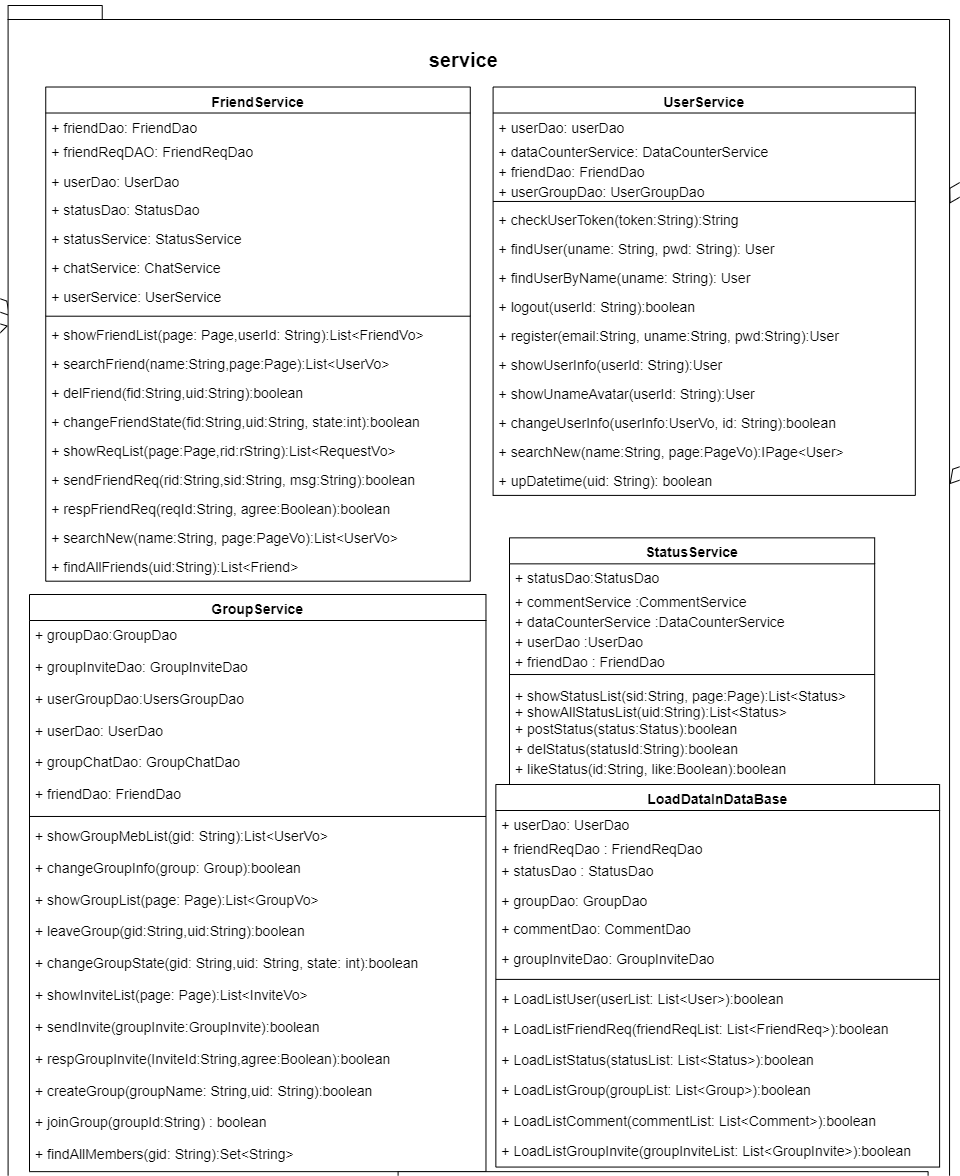 service
FriendService
+ friendDao: FriendDao
+ friendReqDAO: FriendReqDao
+ userDao: UserDao
+ statusDao: StatusDao
+ statusService: StatusService
+ chatService: ChatService
+ userService: UserService
+ showFriendList(page: Page,userId: String):List<FriendVo>
+ searchFriend(name:String,page:Page):List<UserVo>
+ delFriend(fid:String,uid:String):boolean
+ changeFriendState(fid:String,uid:String, state:int):boolean
+ showReqList(page:Page,rid:rString):List<RequestVo>
+ sendFriendReq(rid:String,sid:String, msg:String):boolean
+ respFriendReq(reqId:String, agree:Boolean):boolean
+ searchNew(name:String, page:PageVo):List<UserVo>
+ findAllFriends(uid:String):List<Friend>
UserService
+ userDao: userDao
+ dataCounterService: DataCounterService
+ friendDao: FriendDao
+ userGroupDao: UserGroupDao
+ checkUserToken(token:String):String
+ findUser(uname: String, pwd: String): User
+ findUserByName(uname: String): User
+ logout(userId: String):boolean
+ register(email:String, uname:String, pwd:String):User
+ showUserInfo(userId: String):User
+ showUnameAvatar(userId: String):User
+ changeUserInfo(userInfo:UserVo, id: String):boolean
+ searchNew(name:String, page:PageVo):IPage<User>
+ upDatetime(uid: String): boolean
GroupService
+ groupDao:GroupDao
+ groupInviteDao: GroupInviteDao
+ userGroupDao:UsersGroupDao
+ userDao: UserDao
+ groupChatDao: GroupChatDao
+ friendDao: FriendDao
+ showGroupMebList(gid: String):List<UserVo>
+ changeGroupInfo(group: Group):boolean
+ showGroupList(page: Page):List<GroupVo>
+ leaveGroup(gid:String,uid:String):boolean
+ changeGroupState(gid: String,uid: String, state: int):boolean
+ showInviteList(page: Page):List<InviteVo>
+ sendInvite(groupInvite:GroupInvite):boolean
+ respGroupInvite(InviteId:String,agree:Boolean):boolean
+ createGroup(groupName: String,uid: String):boolean
+ joinGroup(groupId:String) : boolean
+ findAllMembers(gid: String):Set<String>
StatusService
+ statusDao:StatusDao
+ commentService :CommentService
+ dataCounterService :DataCounterService
+ userDao :UserDao
+ friendDao : FriendDao
+ showStatusList(sid:String, page:Page):List<Status>
+ showAllStatusList(uid:String):List<Status>
+ postStatus(status:Status):boolean
+ delStatus(statusId:String):boolean
+ likeStatus(id:String, like:Boolean):boolean
LoadDataInDataBase
+ userDao: UserDao
+ friendReqDao : FriendReqDao
+ statusDao : StatusDao
+ groupDao: GroupDao
+ commentDao: CommentDao
+ groupInviteDao: GroupInviteDao
+ LoadListUser(userList: List<User>):boolean
+ LoadListFriendReq(friendReqList: List<FriendReq>):boolean
+ LoadListStatus(statusList: List<Status>):boolean
+ LoadListGroup(groupList: List<Group>):boolean
+ LoadListComment(commentList: List<Comment>):boolean
+ LoadListGroupInvite(groupInviteList: List<GroupInvite>):boolean